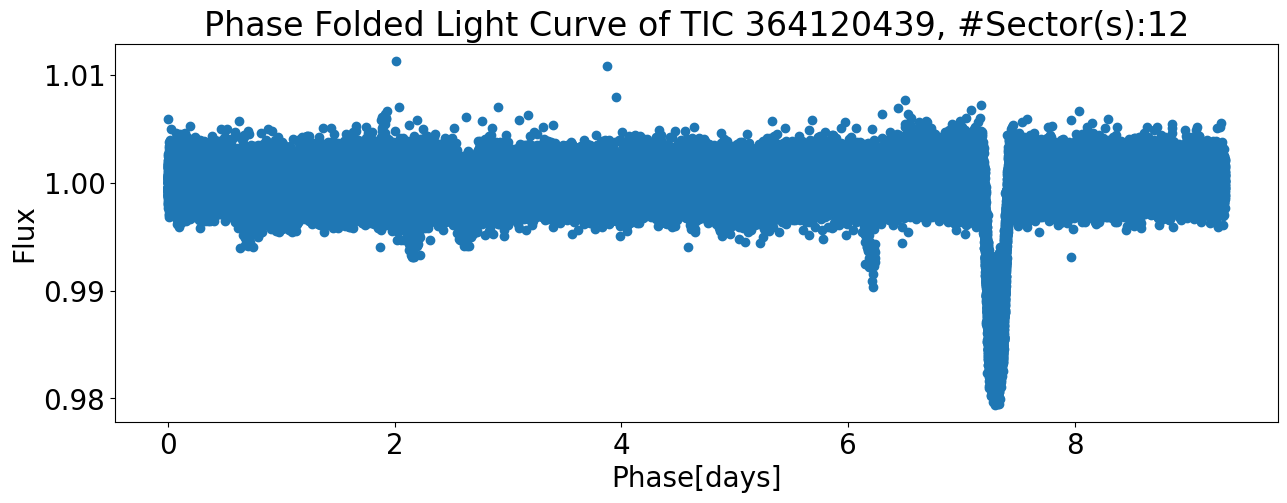 Phase Folded Light Curve of TIC 364120439, #Sector(s):12
1.01
1.00
0.99
0.98
Flux
0 2 4 6 8
Phase[days]